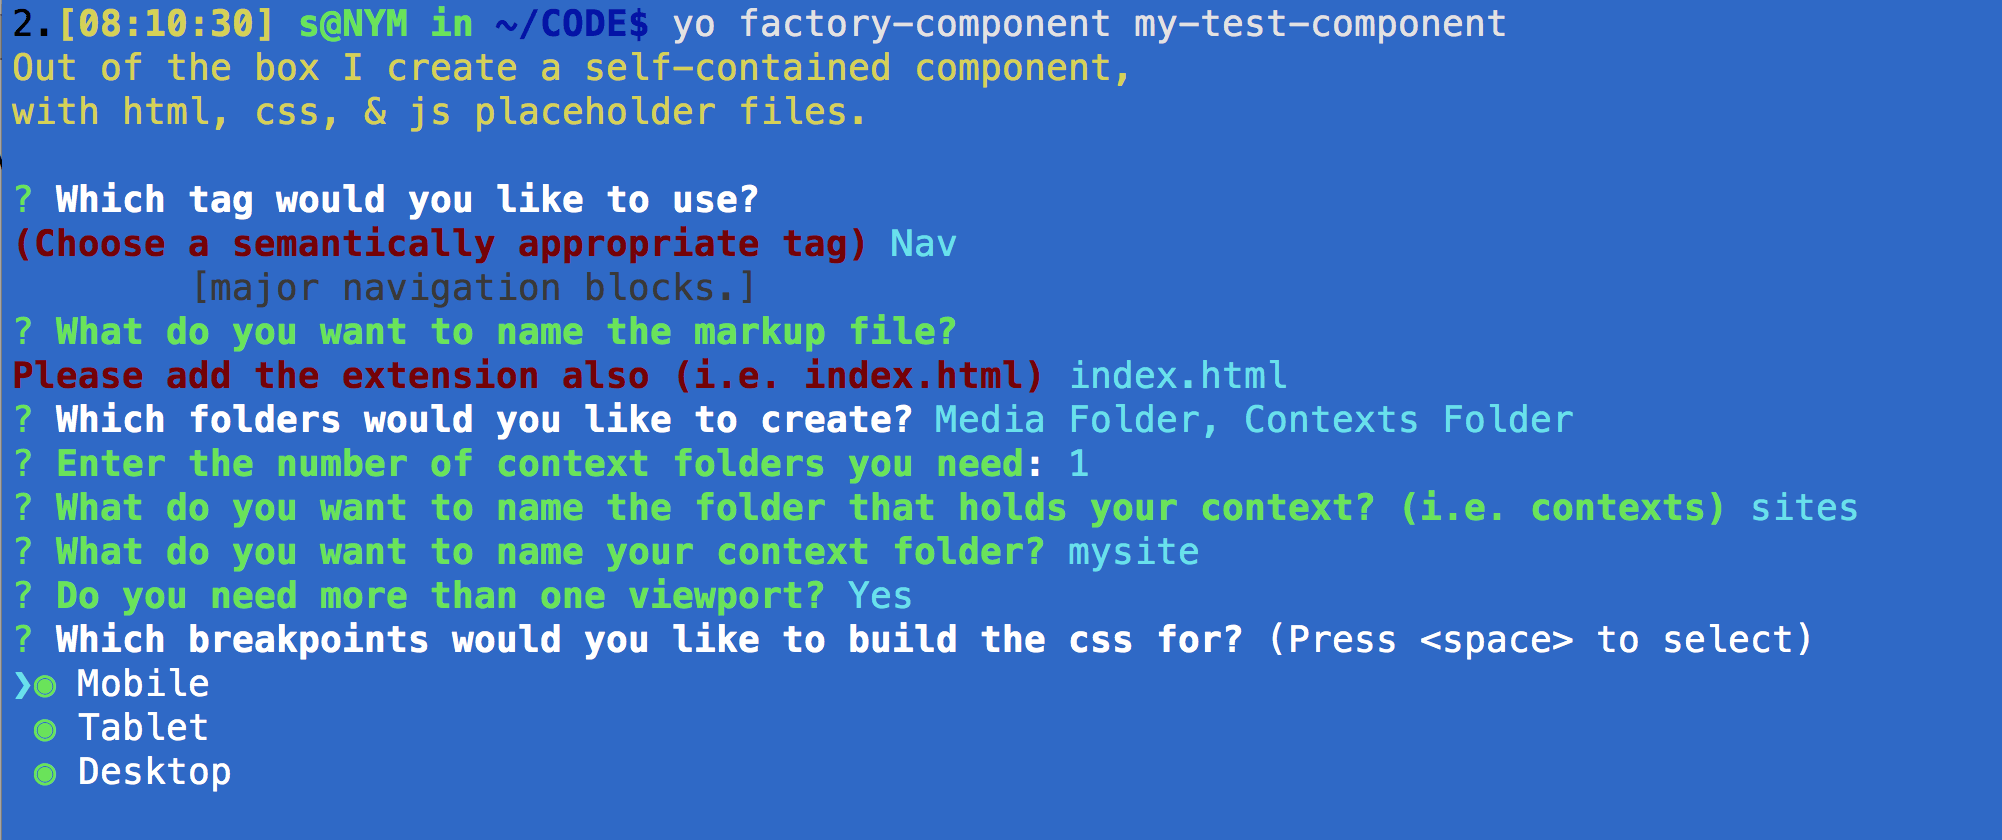 2.[08:10:30] s@NYM in ~/CODE$ yo factory-component my-test-component
Out of the box I create a self-contained component,
with html, css, & js placeholder files.
? Which tag would you like to use?
(Choose a semantically appropriate tag) Nav
[major navigation blocks.]
? What do you want to name the markup file?
Please add the extension also (i.e. index.html) index.html
? Which folders would you like to create? Media Folder, Contexts Folder
? Enter the number of context folders you need: 1
? What do you want to name the folder that holds your context? (i.e. contexts) sites
? What do you want to name your context folder? mysite
? Do you need more than one viewport? Yes
? Which breakpoints would you like to build the css for? (Press <space> to select)
❯◉ Mobile
◉ Tablet
◉ Desktop